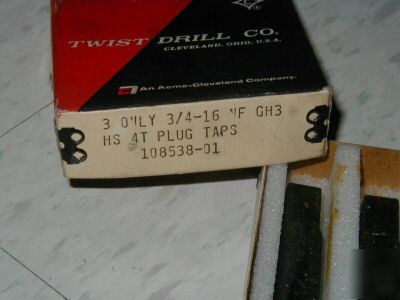 TWIST DRILL CO.
CLEVELAND, OHIO, U.S.A.
An Acme-Cleveland Company.
3 ONLY 3/4-16 NF GH3
HS 4T PLUG TAPS
108538-01